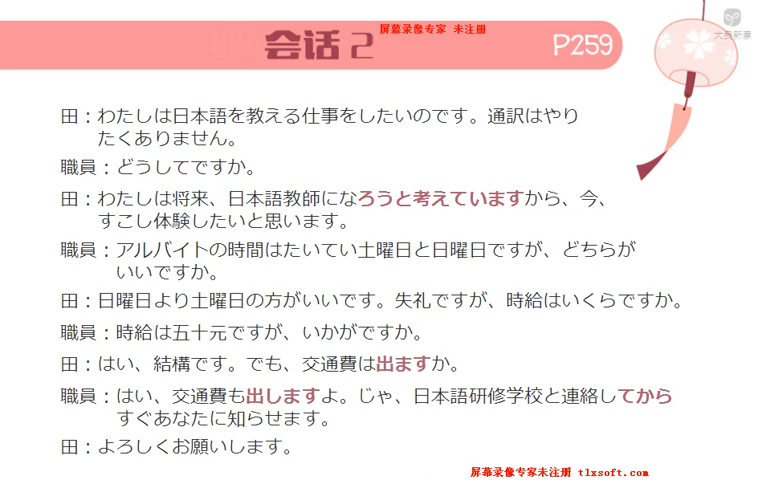 会话 2
屏幕录像专家 未注册
P259
大良新景
田：わたしは日本語を教える仕事をしたいのです。通訳はやり
たくありません。
職員：どうしてですか。
田：わたしは将来、日本語教師になろうと考えていますから、今、
すこし体験したいと思います。
職員：アルバイトの時間はたいてい土曜日と日曜日ですが、どちらが
いいですか。
田：日曜日より土曜日の方がいいです。失礼ですが、時給はいくらですか。
職員：時給は五十元ですが、いかがですか。
田：はい、結構です。でも、交通費は出ますか。
職員：はい、交通費も出しますよ。じゃ、日本語研修学校と連絡してから
すぐあなたに知らせます。
田：よろしくお願いします。
屏幕录像专家未注册 tlxsoft.com